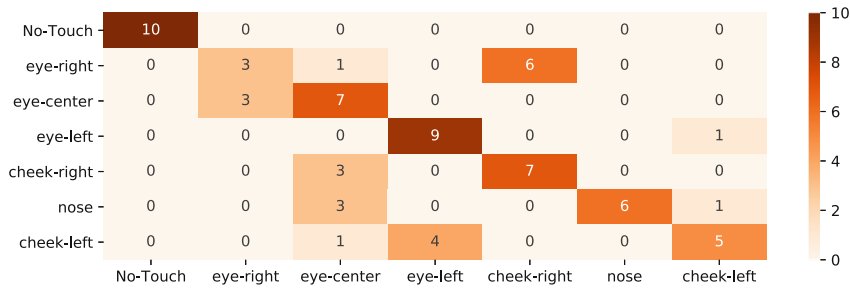 No-Touch 10 0 0 0 0 0 0
eye-right 0 3 1 0 6 0 0
eye-center 0 3 7 0 0 0 0
eye-left 0 0 0 9 0 0 1
cheek-right 0 0 3 0 7 0 0
nose 0 0 3 0 0 6 1
cheek-left 0 0 1 4 0 0 5
No-Touch eye-right eye-center eye-left cheek-right nose cheek-left
10
8
6
4
2
0